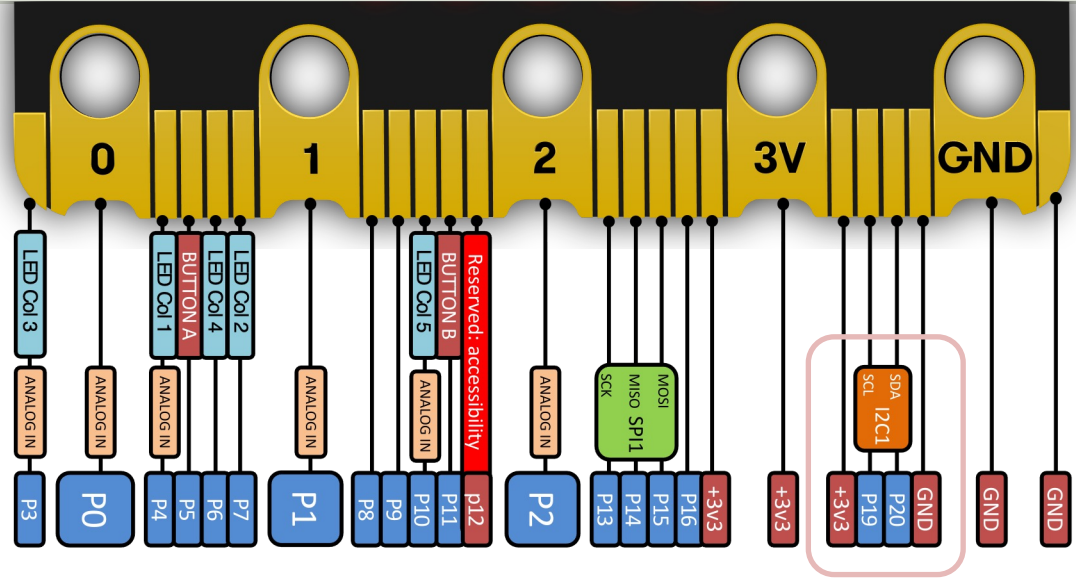 0
1
2
3V
GND
LED Col 3
LED Col 1
BUTTON A
LED Col 4
LED Col 2
LED Col 5
BUTTON B
Reserved: accessibility
ANALOG IN
ANALOG IN
ANALOG IN
ANALOG IN
ANALOG IN
ANALOG IN
SCK
MISO
MOSI
SPI1
SCL
SDA
I2C1
P3
P0
P4
P5
P6
P7
P1
P8
P9
P10
P11
p12
P2
P13
P14
P15
P16
+3v3
+3v3
+3v3
P19
P20
GND
GND
GND